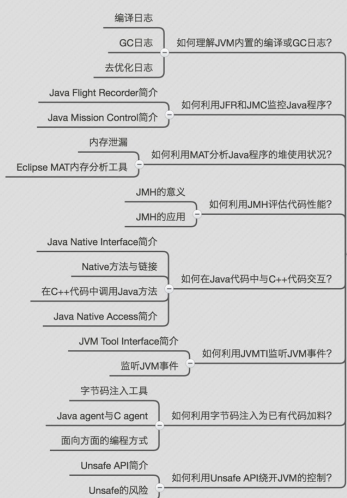 编译日志
GC日志
去优化日志
如何理解JVM内置的编译或GC日志?
Java Flight Recorder简介
Java Mission Control简介
如何利用JFR和JMC监控Java程序?
内存泄漏
Eclipse MAT内存分析工具
如何利用MAT分析Java程序的堆使用状况?
JMH的意义
JMH的应用
如何利用JMH评估代码性能?
Java Native Interface简介
Native方法与链接
在C++代码中调用Java方法
Java Native Access简介
如何在Java代码中与C++代码交互?
JVM Tool Interface简介
监听JVM事件
如何利用JVMTI监听JVM事件?
字节码注入工具
Java agent与C agent
面向方面的编程方式
如何利用字节码注入为已有代码加料?
Unsafe API简介
Unsafe的风险
如何利用Unsafe API绕开JVM的控制?